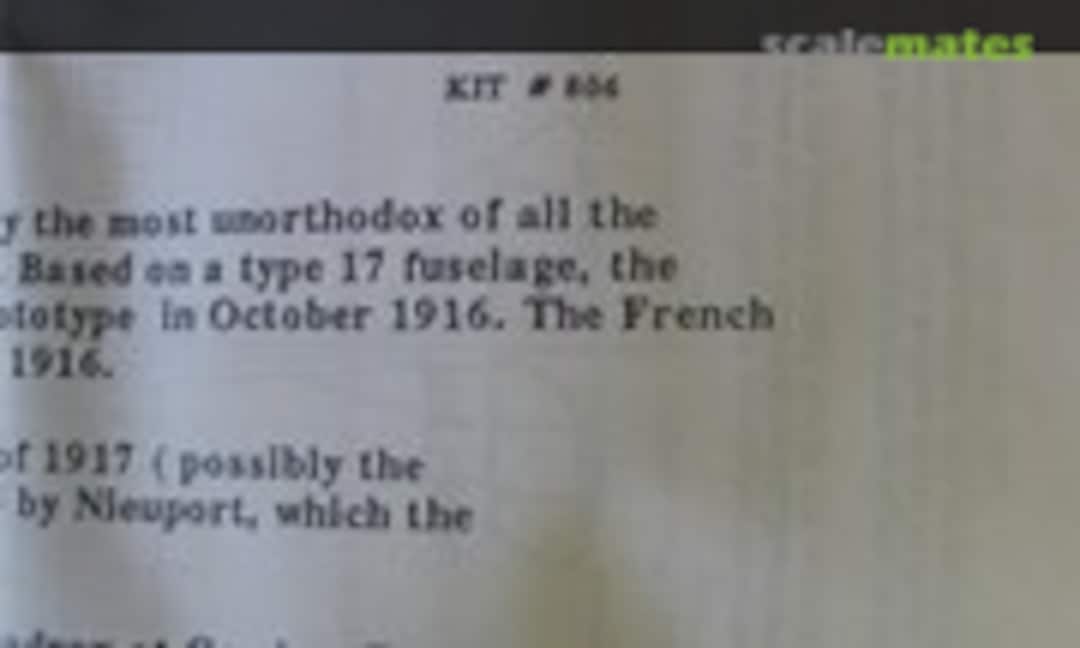 scalemates
KIT # 806
y the most unorthodox of all the
Based on a type 17 fuselage, the
ototype in October 1916. The French
1916.
of 1917 ( possibly the
by Nieuport, which the